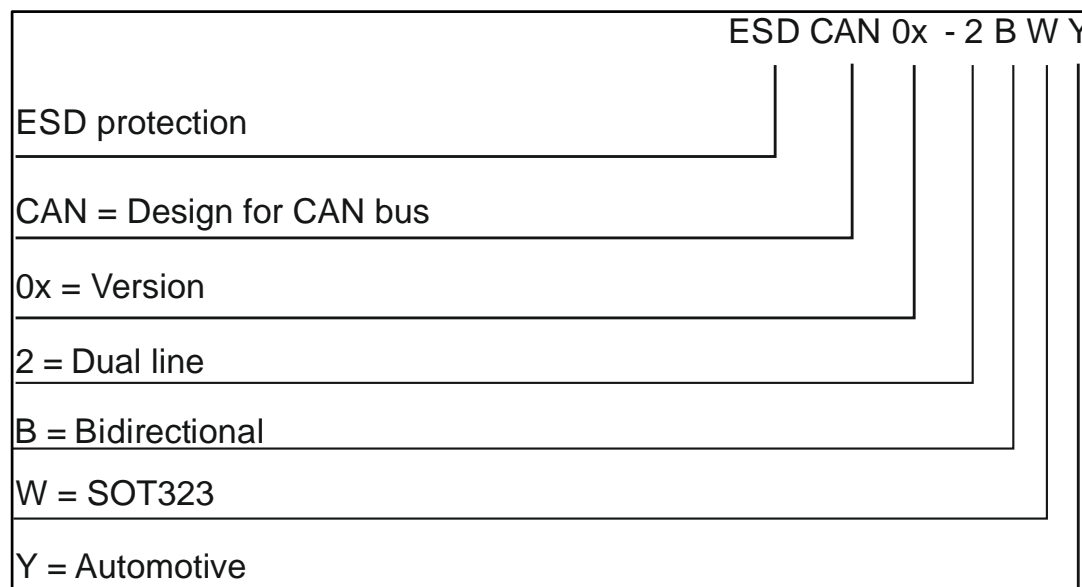 ESD CAN 0x - 2 B W Y
ESD protection
CAN = Design for CAN bus
0x = Version
2 = Dual line
B = Bidirectional
W = SOT323
Y = Automotive